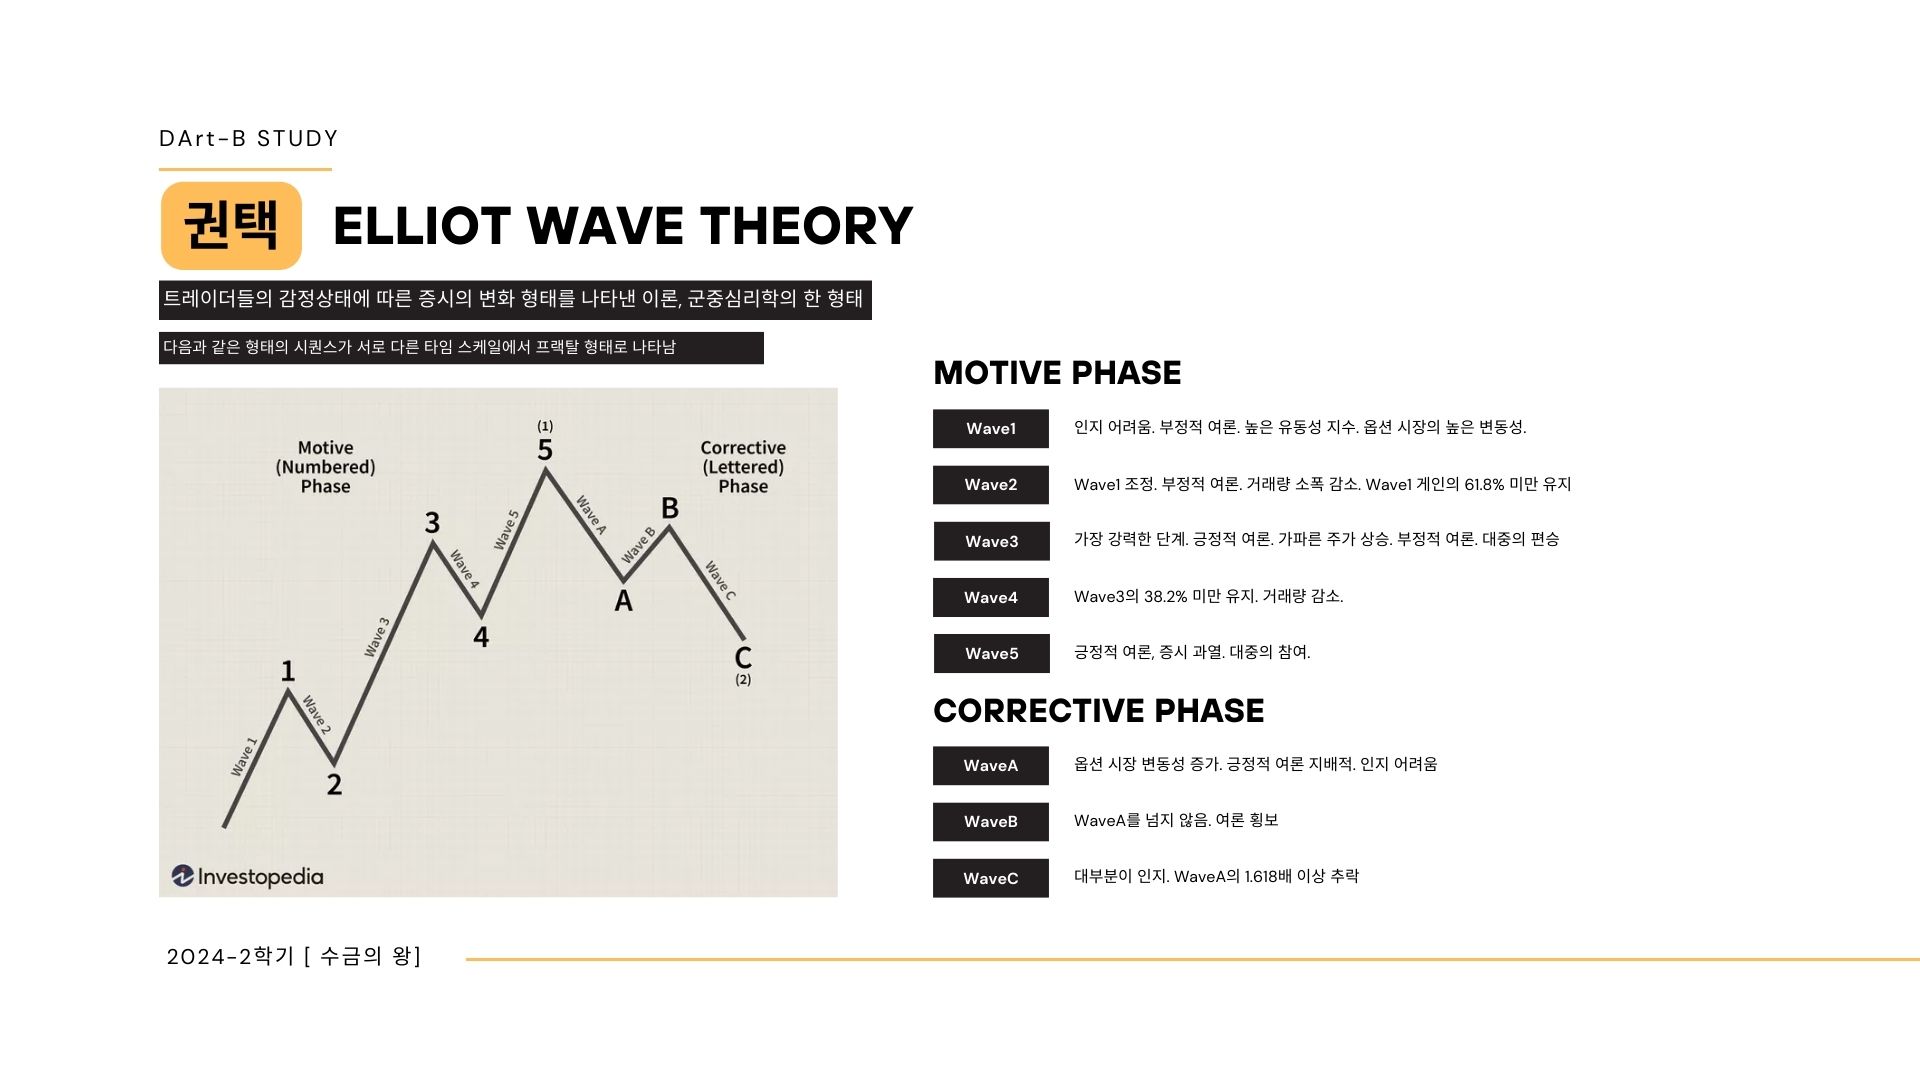 DArt-B STUDY
권택
ELLIOT WAVE THEORY
트레이더들의 감정상태에 따른 증시의 변화 형태를 나타낸 이론, 군중심리학의 한 형태
다음과 같은 형태의 시퀀스가 서로 다른 타임 스케일에서 프랙탈 형태로 나타남
Motive
(Numbered)
Phase
Corrective
(Lettered)
Phase
(1)
5
B
3
Wave 5
Wave A
Wave B
Wave 4
Wave C
A
4
Wave 3
C
(2)
1
Wave 2
Wave 1
2
Investopedia
MOTIVE PHASE
Wave1 인지 어려움. 부정적 여론. 높은 유동성 지수. 옵션 시장의 높은 변동성.
Wave2 Wave1 조정. 부정적 여론. 거래량 소폭 감소. Wave1 게인의 61.8% 미만 유지
Wave3 가장 강력한 단계. 긍정적 여론. 가파른 주가 상승. 부정적 여론. 대중의 편승
Wave4 Wave3의 38.2% 미만 유지. 거래량 감소.
Wave5 긍정적 여론, 증시 과열. 대중의 참여.
CORRECTIVE PHASE
WaveA 옵션 시장 변동성 증가. 긍정적 여론 지배적. 인지 어려움
WaveB WaveA를 넘지 않음. 여론 횡보
WaveC 대부분이 인지. WaveA의 1.618배 이상 추락
2024-2학기 [ 수금의 왕]